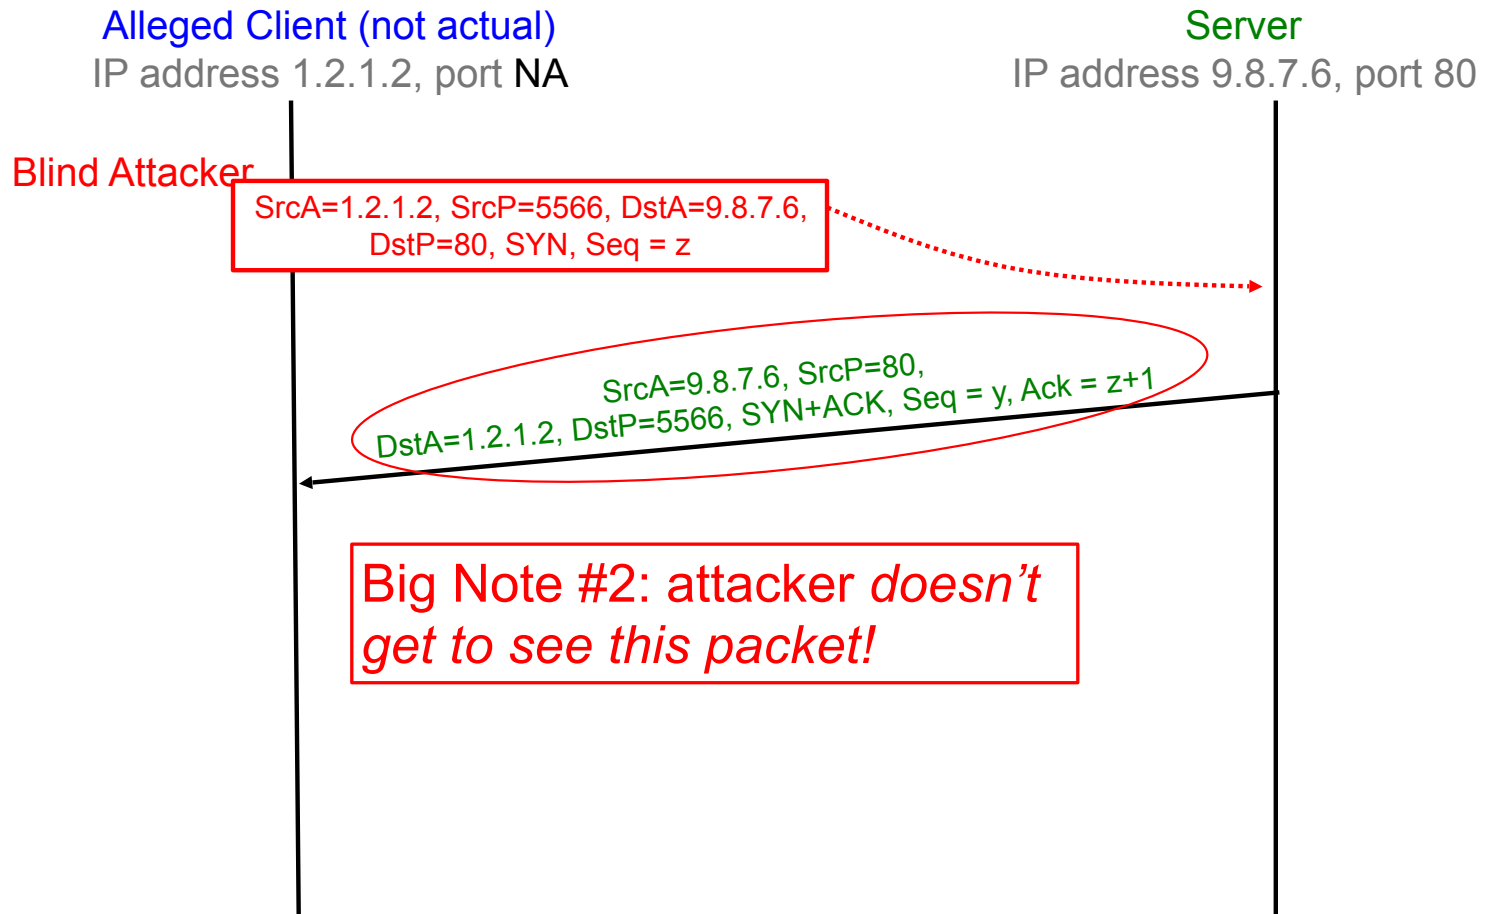 Alleged Client (not actual)
IP address 1.2.1.2, port NA
Server
IP address 9.8.7.6, port 80
Blind Attacker
SrcA=1.2.1.2, SrcP=5566, DstA=9.8.7.6,
DstP=80, SYN, Seq = z
SrcA=9.8.7.6, SrcP=80,
DstA=1.2.1.2, DstP=5566, SYN+ACK, Seq = y, Ack = z+1
Big Note #2: attacker doesn’t
get to see this packet!